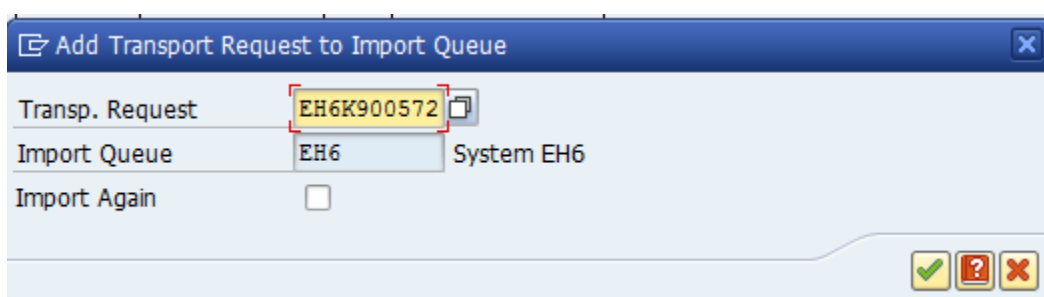 Add Transport Request to Import Queue
Transp. Request EH6K900572
Import Queue EH6 System EH6
Import Again